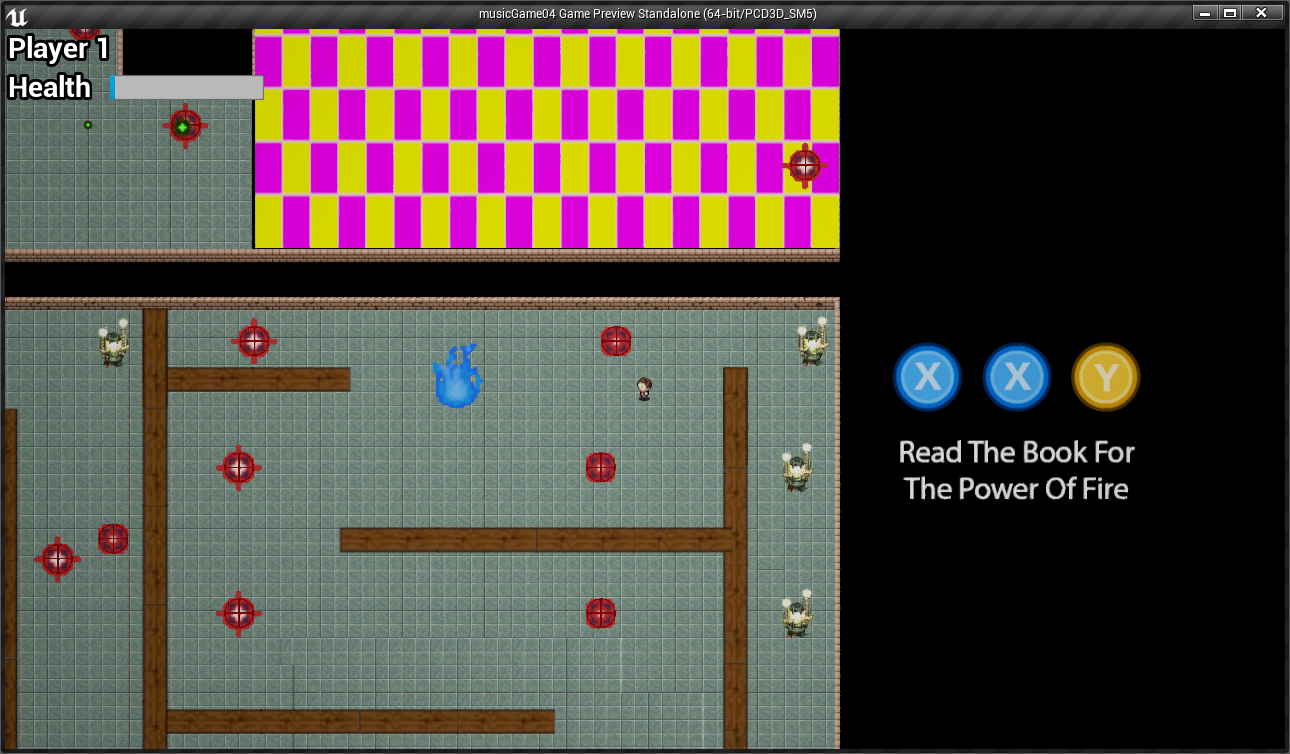 musicGame04 Game Preview Standalone (64-bit/PCD3D_SM5)
Player 1
Health
X X Y
Read The Book For
The Power Of Fire